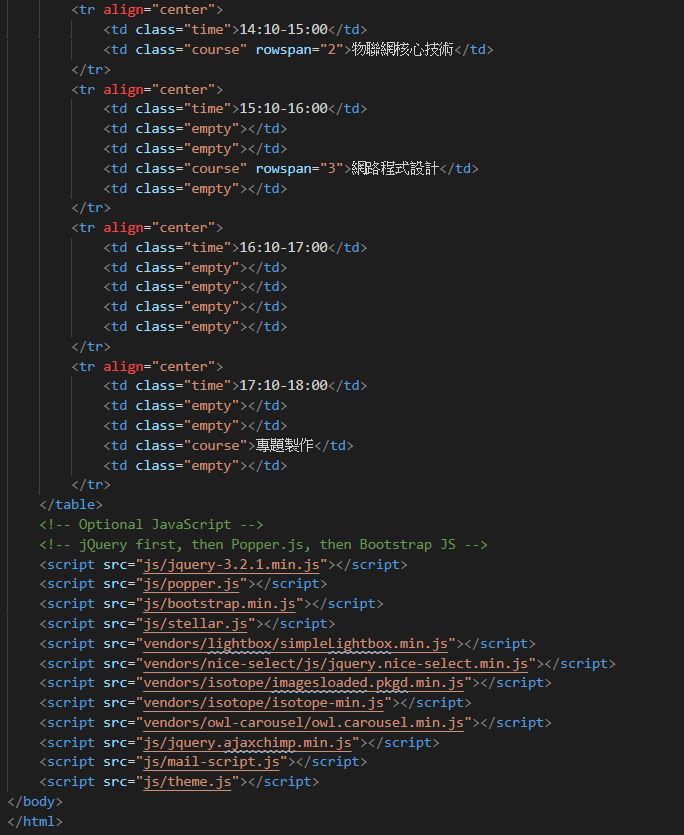 <tr align="center">
<td class="time">14:10-15:00</td>
<td class="course" rowspan="2">物聯網核心技術</td>
</tr>
<tr align="center">
<td class="time">15:10-16:00</td>
<td class="empty"></td>
<td class="empty"></td>
<td class="course" rowspan="3">網路程式設計</td>
<td class="empty"></td>
</tr>
<tr align="center">
<td class="time">16:10-17:00</td>
<td class="empty"></td>
<td class="empty"></td>
<td class="empty"></td>
<td class="empty"></td>
</tr>
<tr align="center">
<td class="time">17:10-18:00</td>
<td class="empty"></td>
<td class="empty"></td>
<td class="course">專題製作</td>
<td class="empty"></td>
</tr>
</table>
<!-- Optional JavaScript -->
<!-- jQuery first, then Popper.js, then Bootstrap JS -->
<script src="js/jquery-3.2.1.min.js"></script>
<script src="js/popper.js"></script>
<script src="js/bootstrap.min.js"></script>
<script src="js/stellar.js"></script>
<script src="vendors/lightbox/simpleLightbox.min.js"></script>
<script src="vendors/nice-select/js/jquery.nice-select.min.js"></script>
<script src="vendors/isotope/imagesloaded.pkgd.min.js"></script>
<script src="vendors/isotope/isotope-min.js"></script>
<script src="vendors/owl-carousel/owl.carousel.min.js"></script>
<script src="js/jquery.ajaxchimp.min.js"></script>
<script src="js/mail-script.js"></script>
<script src="js/theme.js"></script>
</body>
</html>